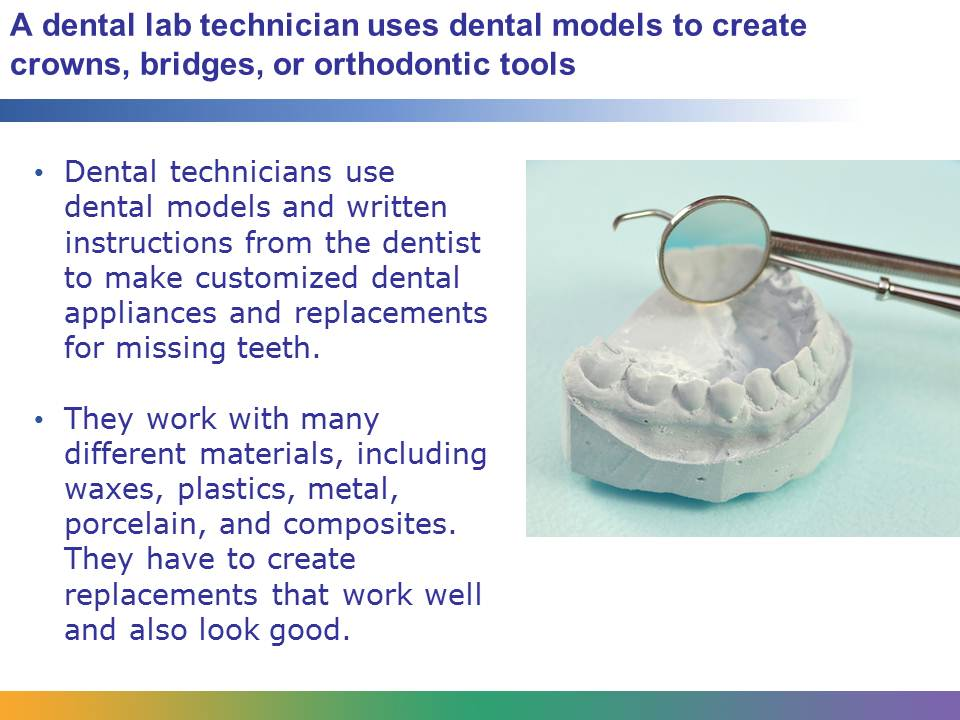 A dental lab technician uses dental models to create
crowns, bridges, or orthodontic tools
• Dental technicians use
dental models and written
instructions from the dentist
to make customized dental
appliances and replacements
for missing teeth.
• They work with many
different materials, including
waxes, plastics, metal,
porcelain, and composites.
They have to create
replacements that work well
and also look good.